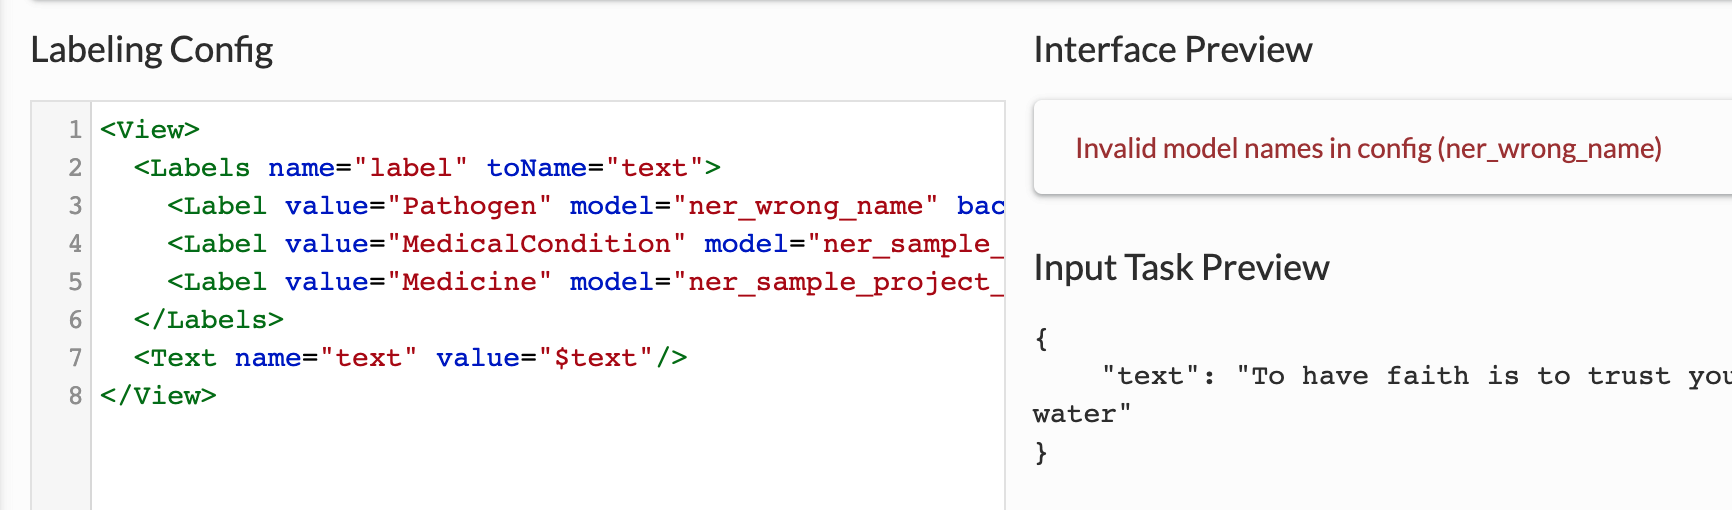 Labeling Config
1 <View>
2 <Labels name="label" toName="text">
3 <Label value="Pathogen" model="ner_wrong_name" bac
4 <Label value="MedicalCondition" model="ner_sample_
5 <Label value="Medicine" model="ner_sample_project_
6 </Labels>
7 <Text name="text" value="$text"/>
8 </View>
Interface Preview
Invalid model names in config (ner_wrong_name)
Input Task Preview
{
"text": "To have faith is to trust you
water"
}